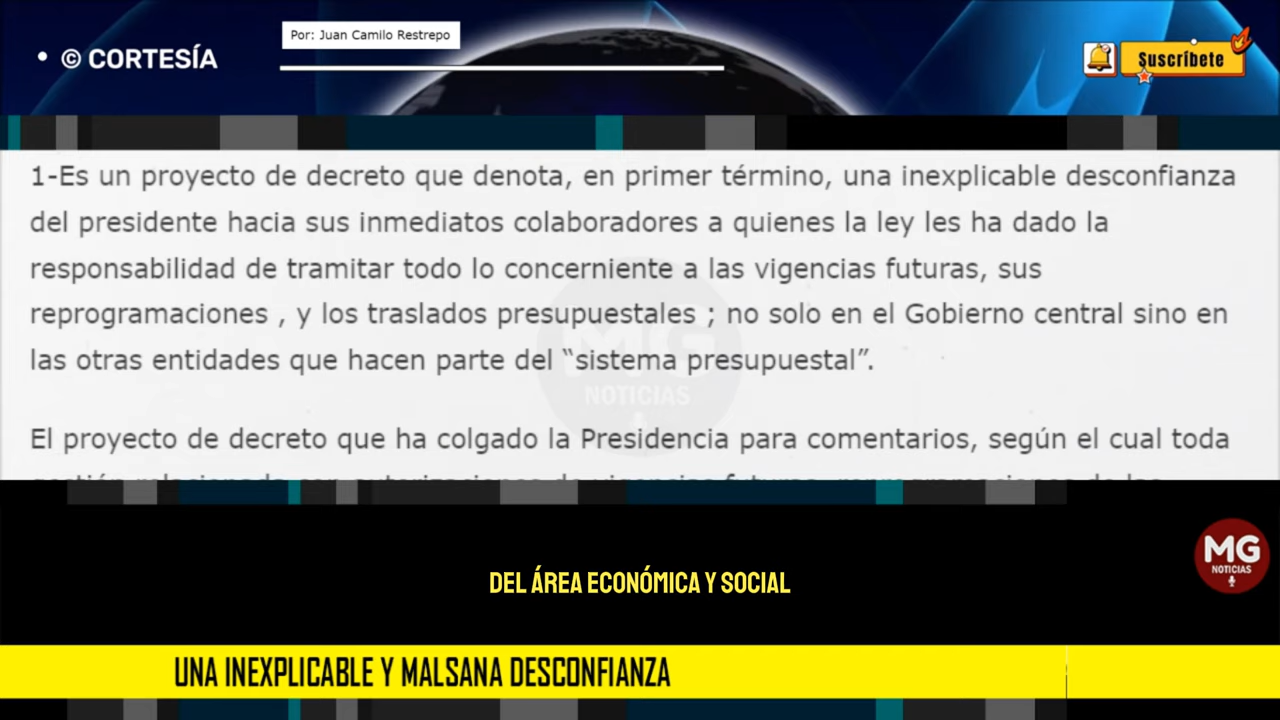 Por: Juan Camilo Restrepo
• © CORTESÍA
Suscríbete
1-Es un proyecto de decreto que denota, en primer término, una inexplicable desconfianza
del presidente hacia sus inmediatos colaboradores a quienes la ley les ha dado la
responsabilidad de tramitar todo lo concerniente a las vigencias futuras, sus
reprogramaciones , y los traslados presupuestales ; no solo en el Gobierno central sino en
las otras entidades que hacen parte del “sistema presupuestal”.
MG
NOTICIAS
El proyecto de decreto que ha colgado la Presidencia para comentarios, según el cual toda
MG
NOTICIAS
DEL ÁREA ECONÓMICA Y SOCIAL
UNA INEXPLICABLE Y MALSANA DESCONFIANZA